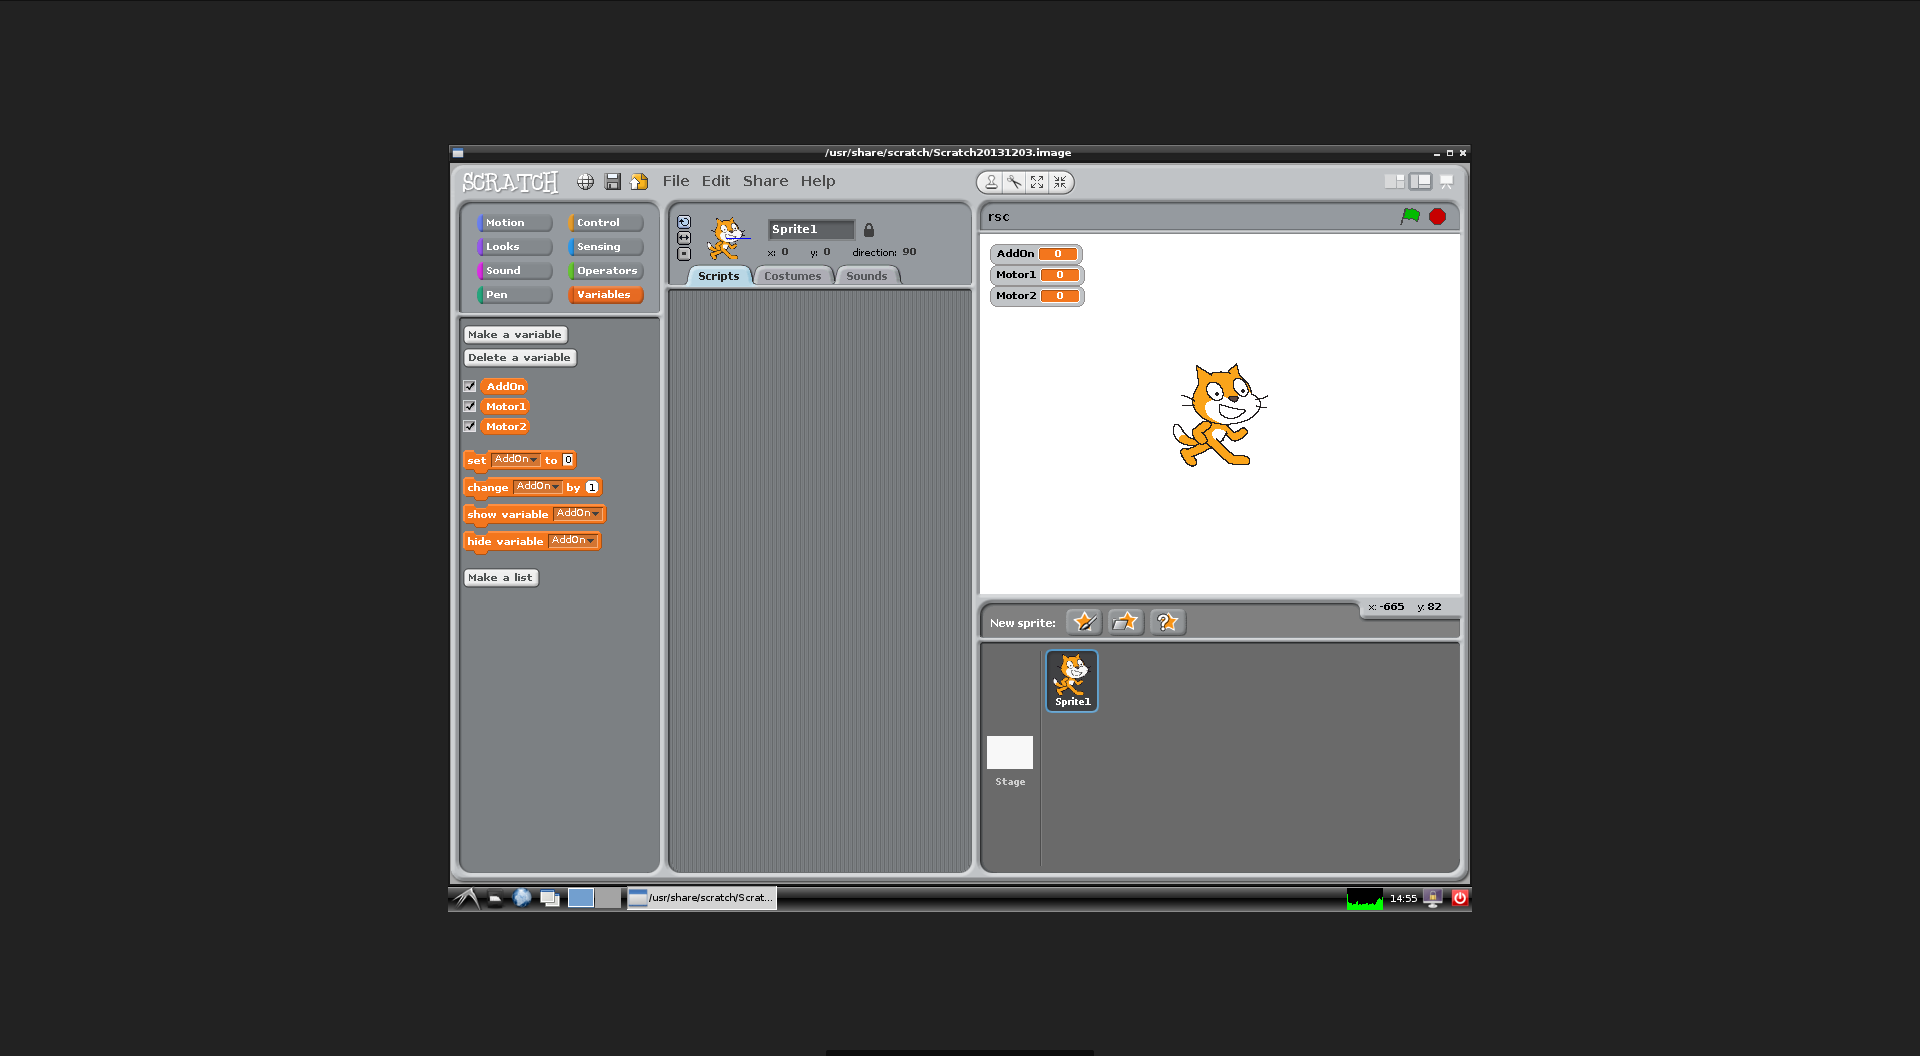 /usr/share/scratch/Scratch20131203.image
SCRATCH File Edit Share Help
Motion Control
Looks Sensing
Sound Operators
Pen Variables
Make a variable
Delete a variable
AddOn
Motor1
Motor2
set AddOn to 0
change AddOn by 1
show variable AddOn
hide variable AddOn
Make a list
Sprite1
x: 0 y: 0 direction: 90
Scripts Costumes Sounds
rsc
AddOn 0
Motor1 0
Motor2 0
x: -665 y: 82
New sprite:
Sprite1
Stage
/usr/share/scratch/Scrat...
14:55